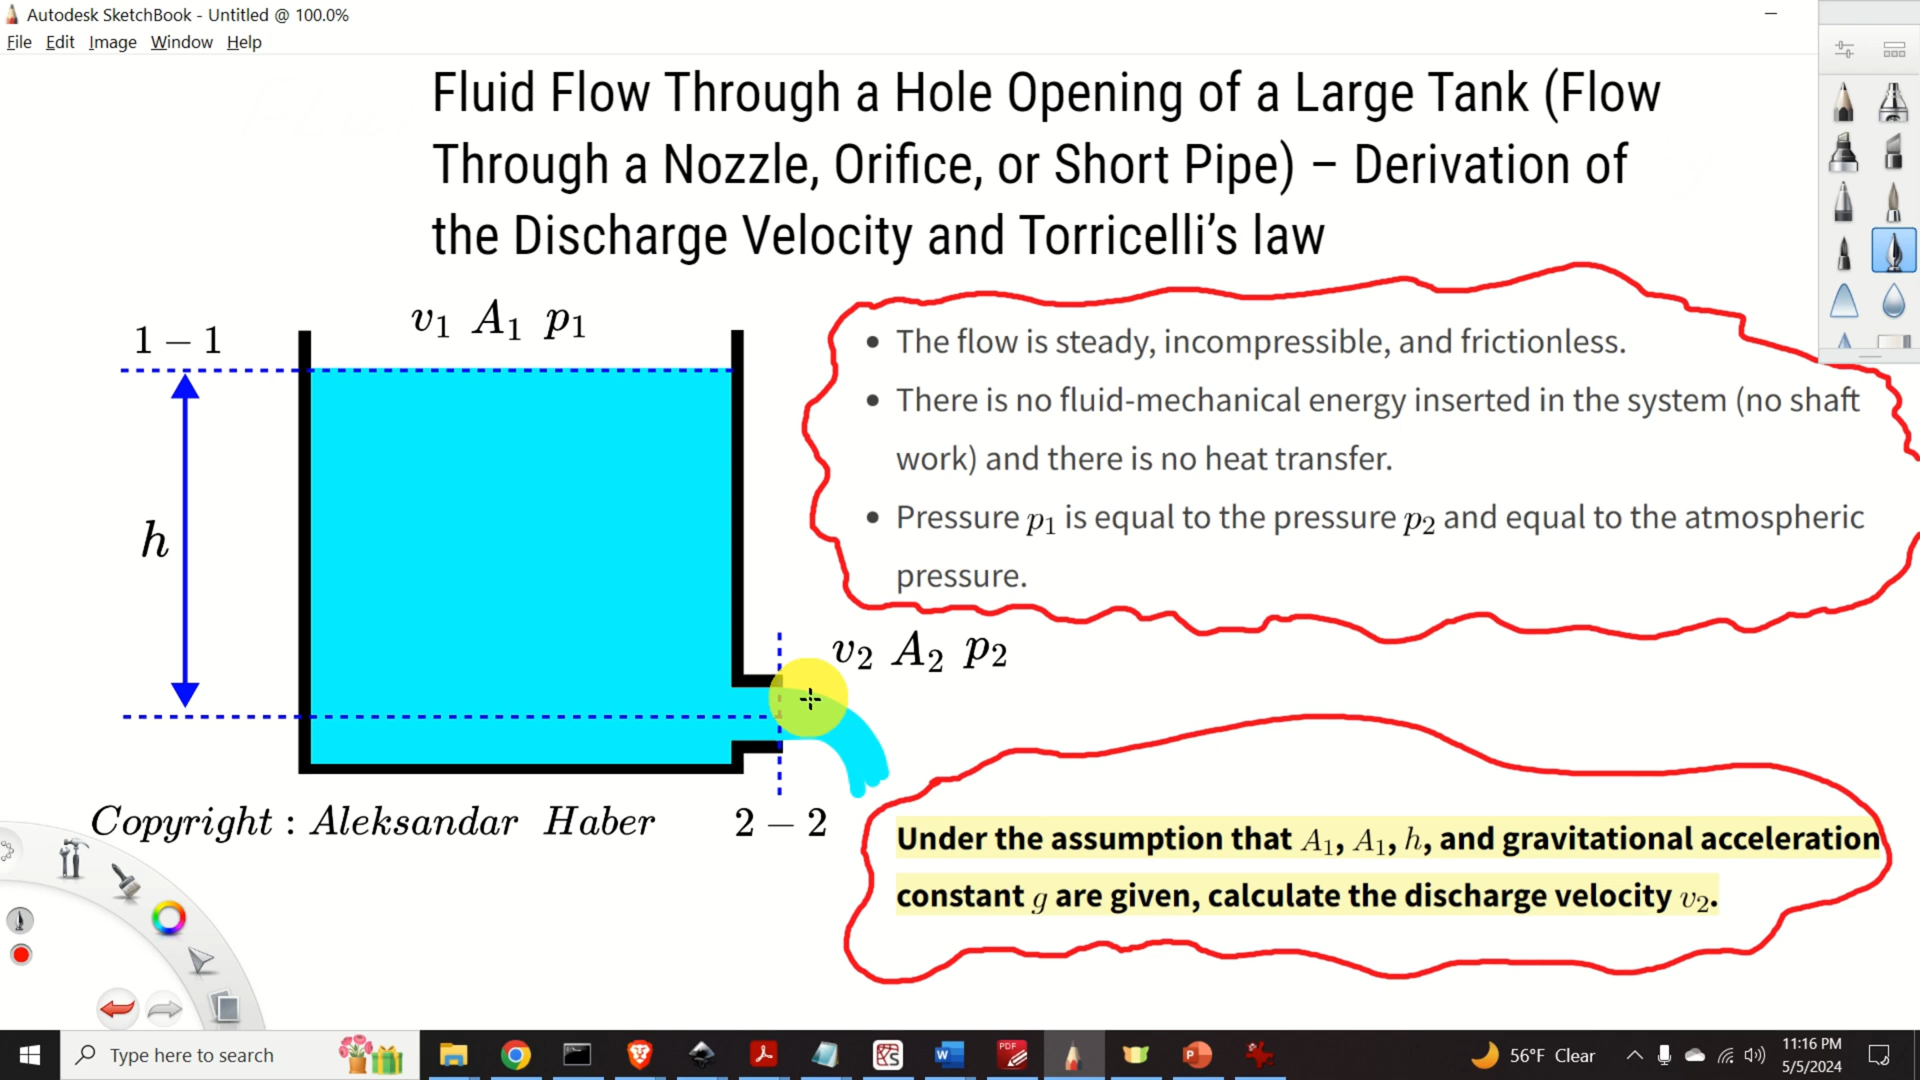 Autodesk SketchBook - Untitled @ 100.0%
File Edit Image Window Help
Fluid Flow Through a Hole Opening of a Large Tank (Flow
Through a Nozzle, Orifice, or Short Pipe) – Derivation of
the Discharge Velocity and Torricelli’s law
v₁ A₁ p₁
1 – 1
• The flow is steady, incompressible, and frictionless.
• There is no fluid-mechanical energy inserted in the system (no shaft
work) and there is no heat transfer.
h
• Pressure p₁ is equal to the pressure p₂ and equal to the atmospheric
pressure.
v₂ A₂ p₂
Copyright : Aleksandar Haber
2 – 2
Under the assumption that A₁, A₁, h, and gravitational acceleration
constant g are given, calculate the discharge velocity v₂.
Type here to search
PDF
W
P
56°F Clear
11:16 PM
5/5/2024